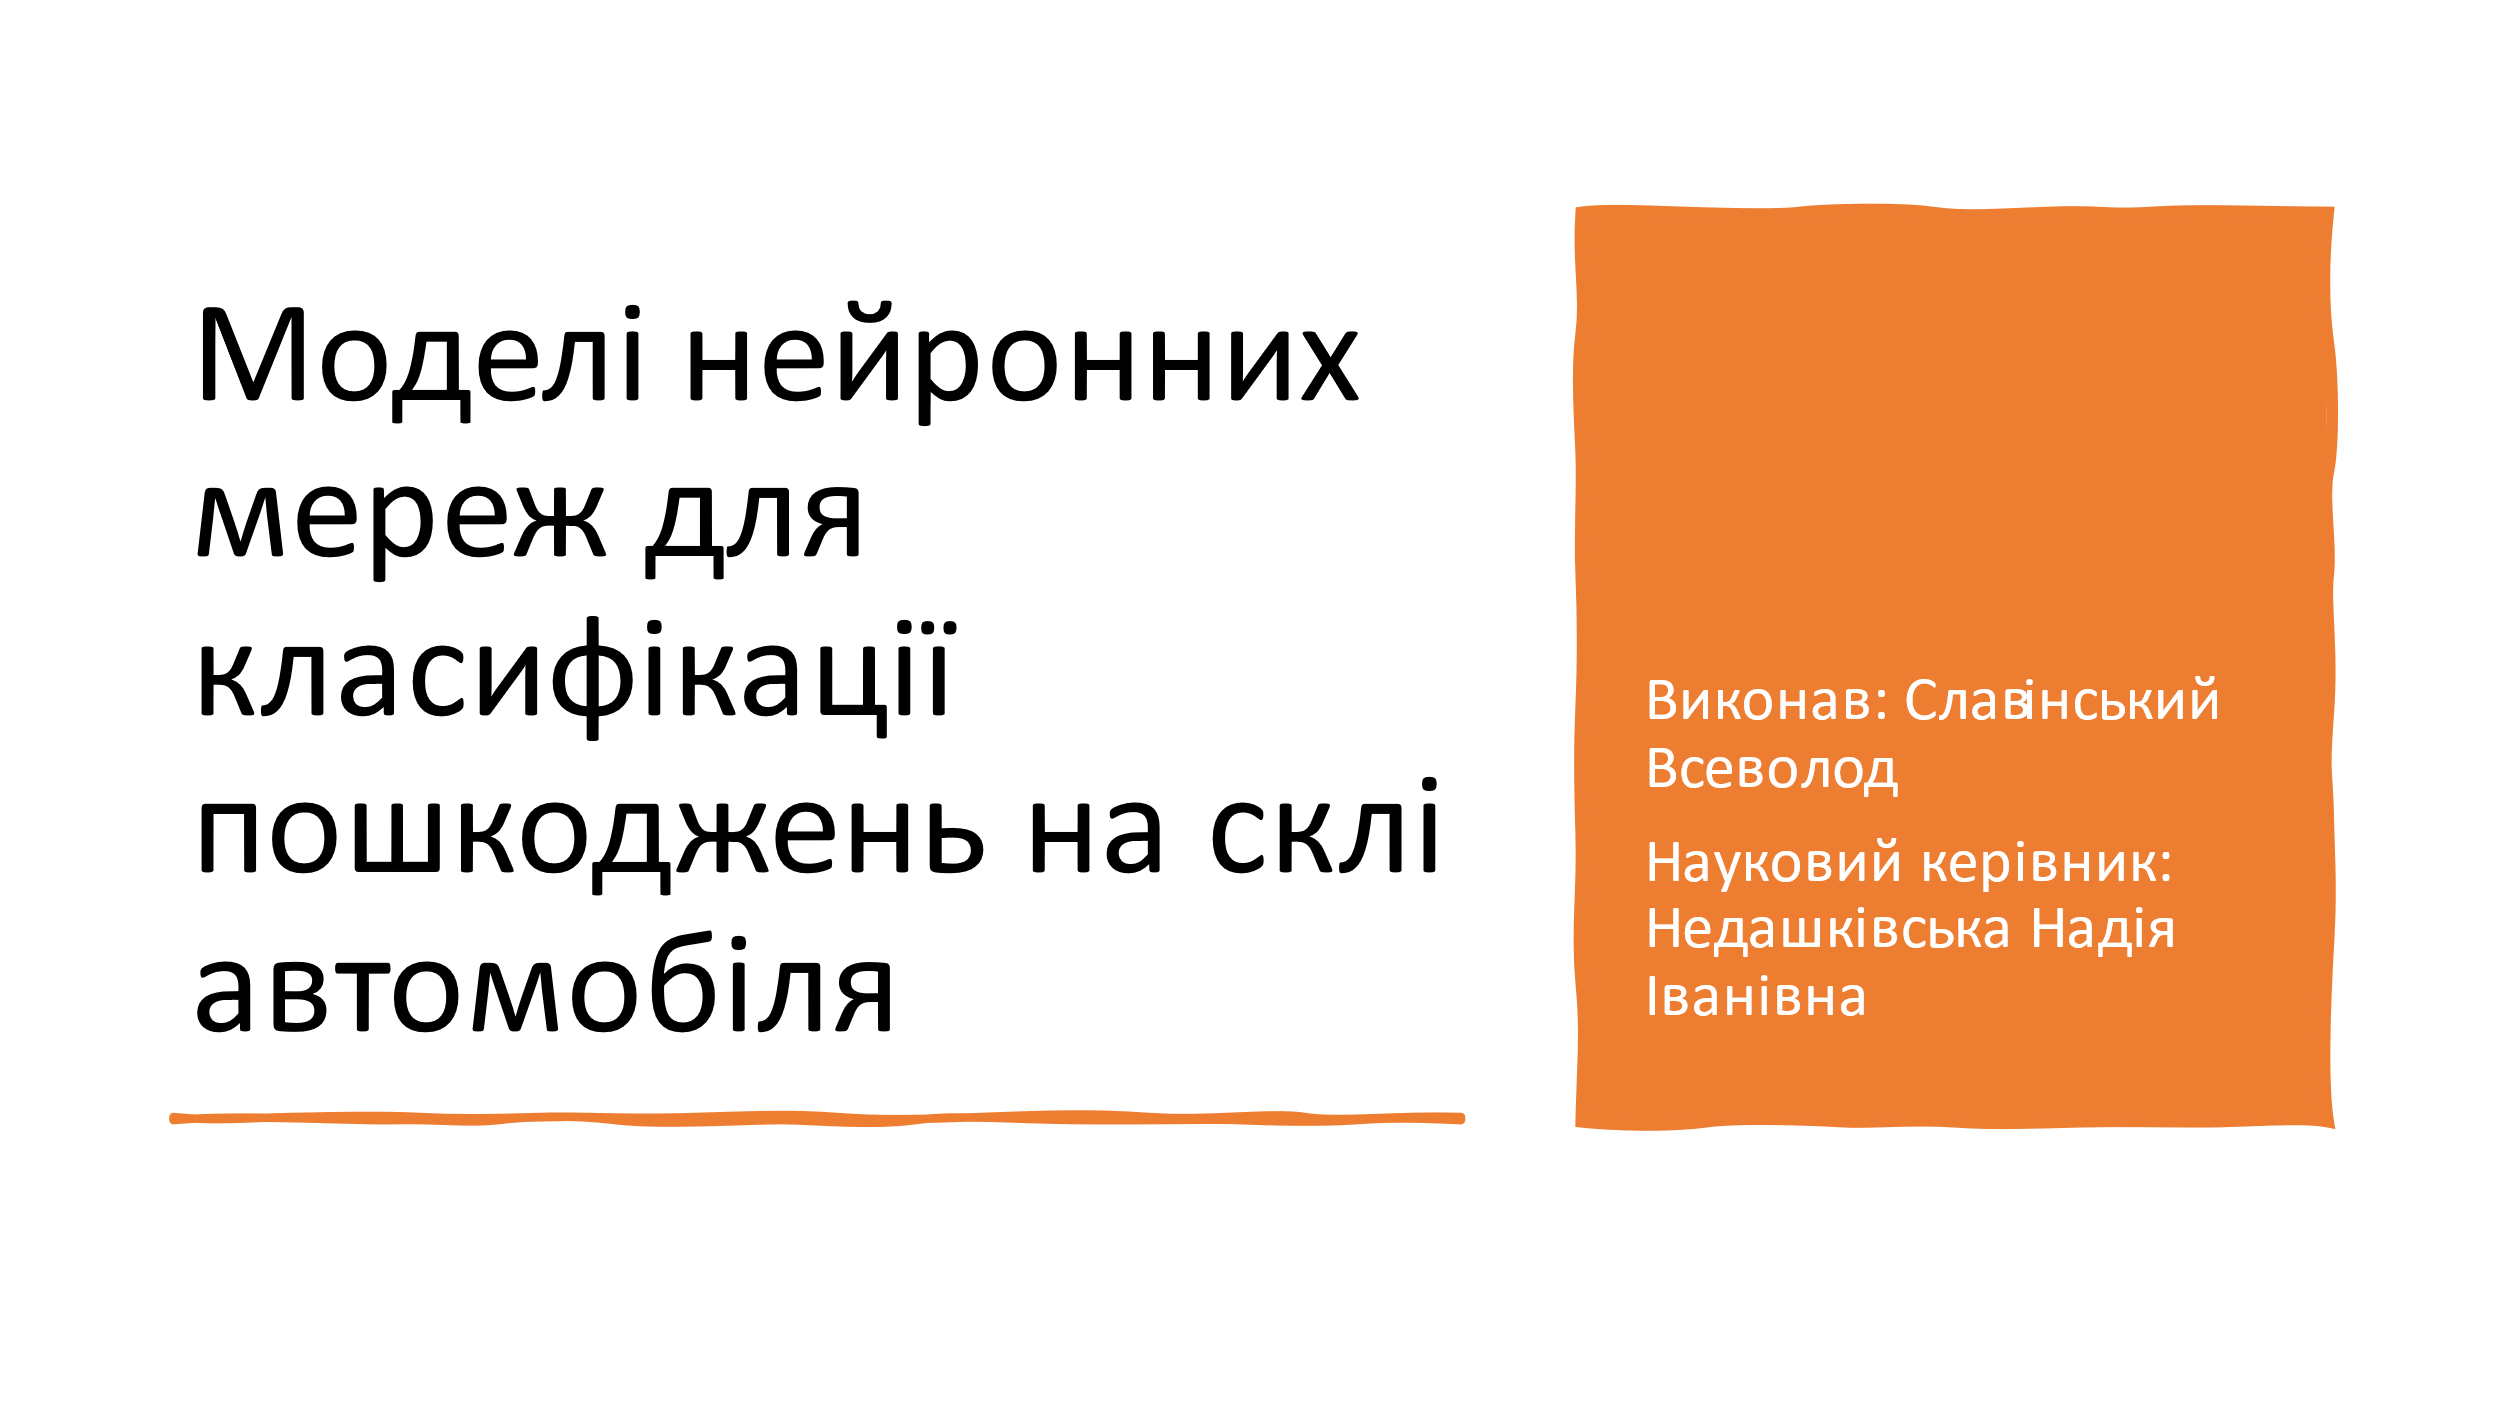 Моделі нейронних
мереж для
класифікації
пошкоджень на склі
автомобіля
Виконав: Славінський
Всеволод
Науковий керівник:
Недашківська Надія
Іванівна